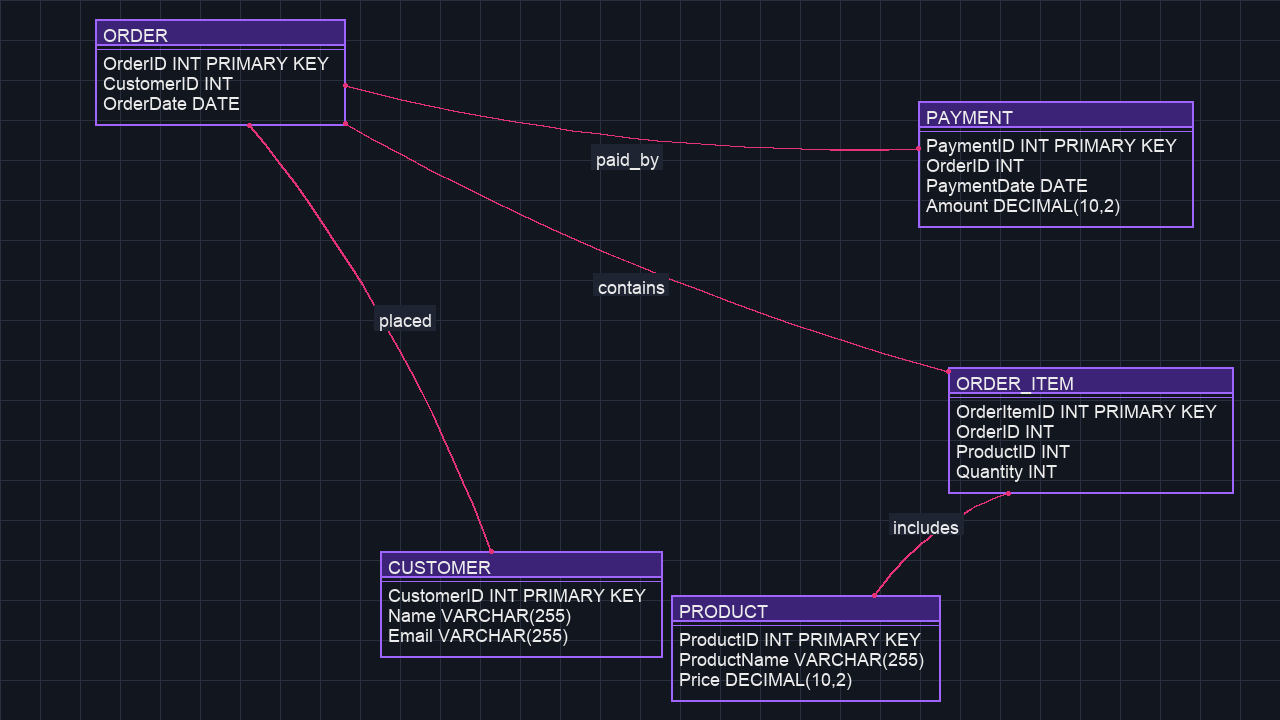 ORDER
OrderID INT PRIMARY KEY
CustomerID INT
OrderDate DATE
PAYMENT
PaymentID INT PRIMARY KEY
OrderID INT
PaymentDate DATE
Amount DECIMAL(10,2)
paid_by
contains
placed
ORDER_ITEM
OrderItemID INT PRIMARY KEY
OrderID INT
ProductID INT
Quantity INT
includes
CUSTOMER
CustomerID INT PRIMARY KEY
Name VARCHAR(255)
Email VARCHAR(255)
PRODUCT
ProductID INT PRIMARY KEY
ProductName VARCHAR(255)
Price DECIMAL(10,2)